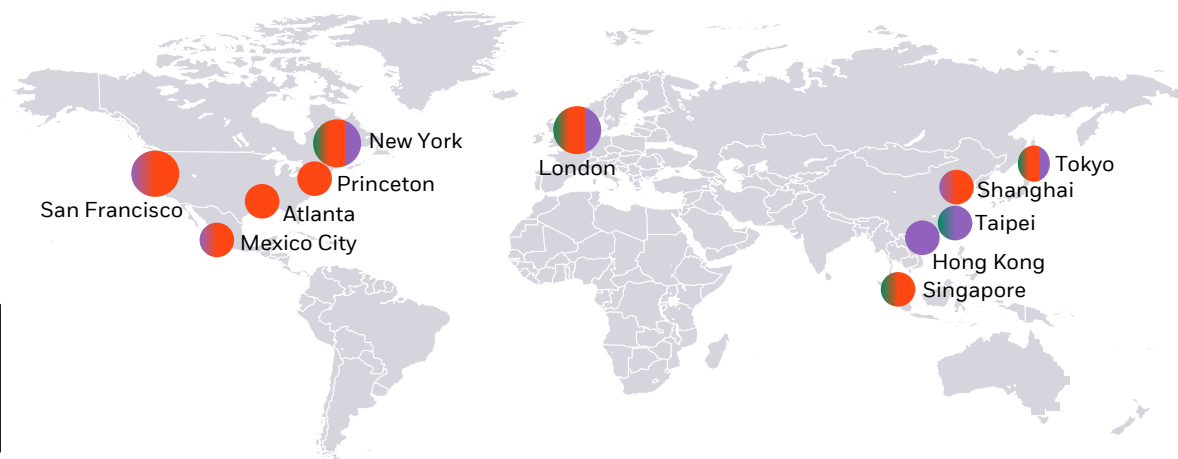 New York
London
Tokyo
Princeton
Shanghai
San Francisco
Atlanta
Taipei
Mexico City
Hong Kong
Singapore